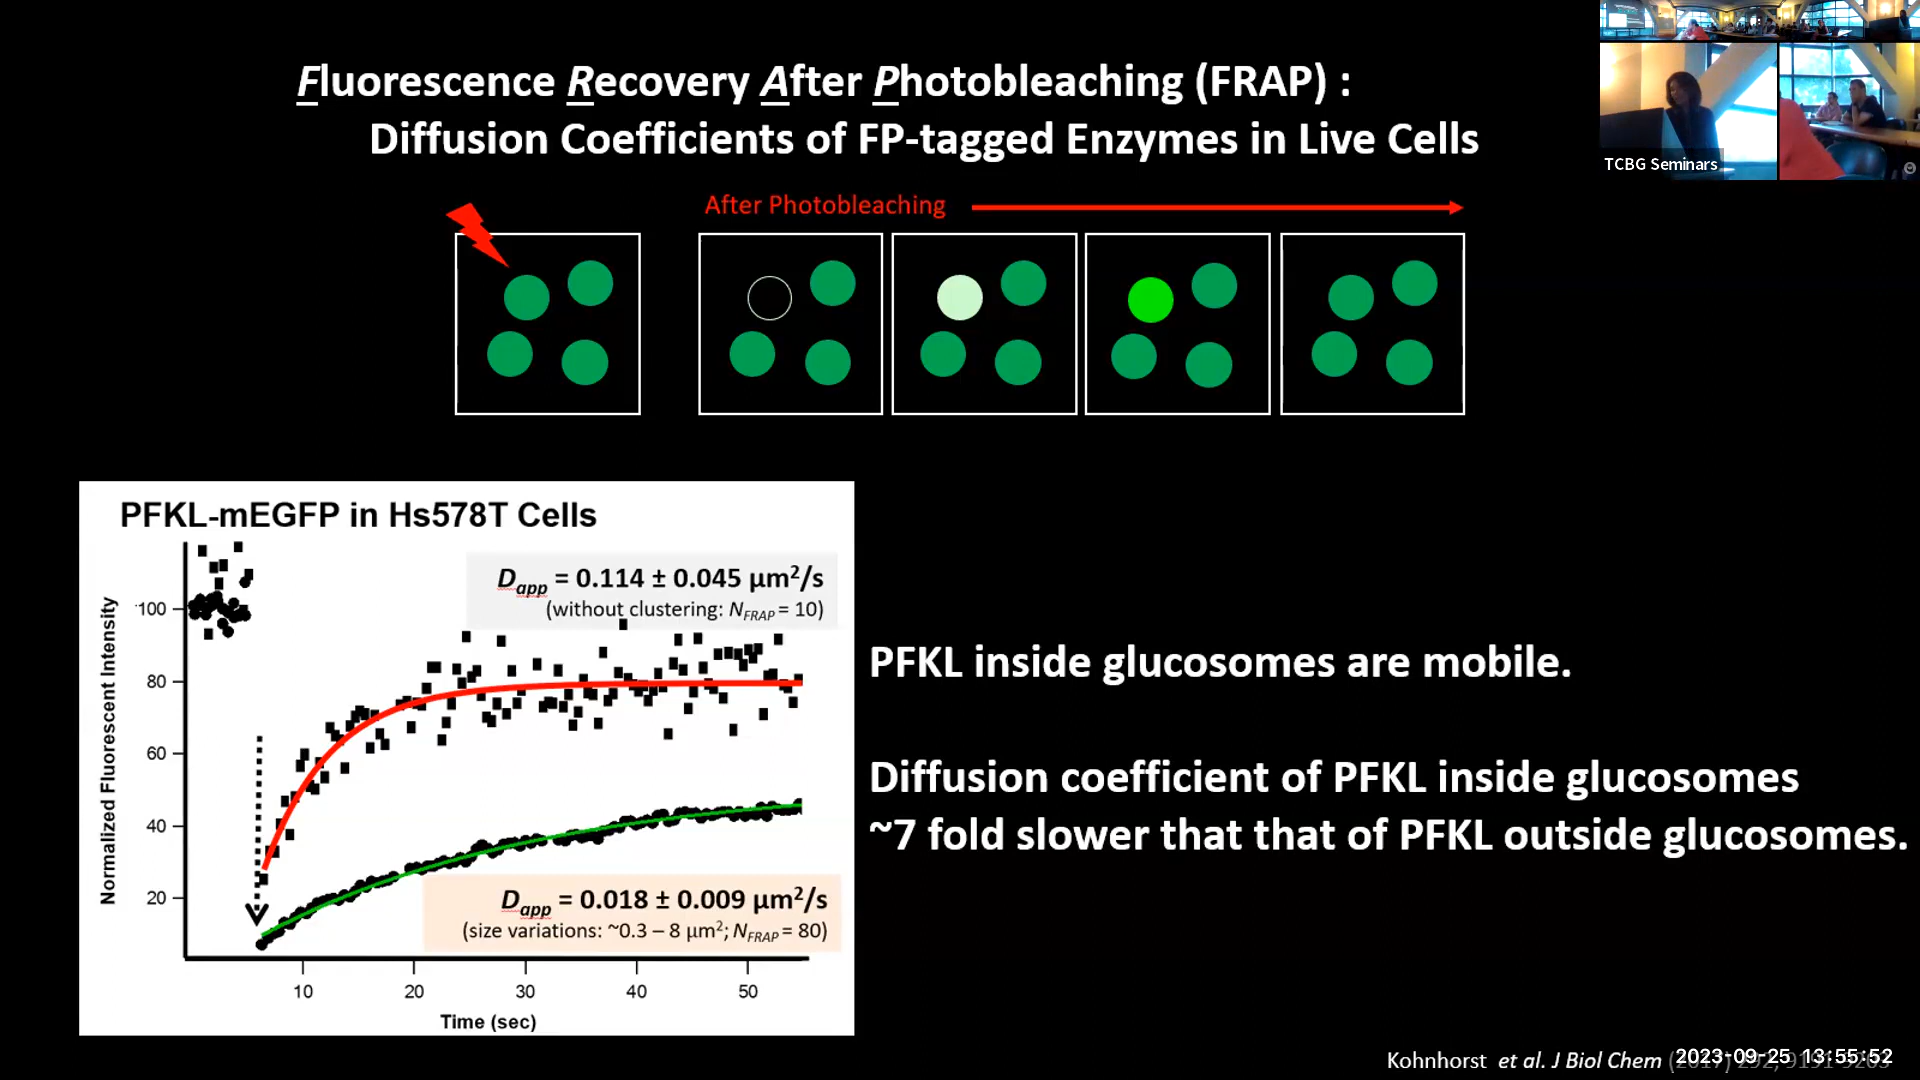 Fluorescence Recovery After Photobleaching (FRAP) :
Diffusion Coefficients of FP-tagged Enzymes in Live Cells
TCBG Seminars
After Photobleaching
PFKL-mEGFP in Hs578T Cells
Dapp = 0.114 ± 0.045 µm²/s
(without clustering: NFRAP = 10)
Normalized Fluorescent Intensity
100
80
60
40
20
Dapp = 0.018 ± 0.009 µm²/s
(size variations: ~0.3 – 8 µm²; NFRAP = 80)
10 20 30 40 50
Time (sec)
PFKL inside glucosomes are mobile.
Diffusion coefficient of PFKL inside glucosomes
~7 fold slower that that of PFKL outside glucosomes.
Kohnhorst et al. J Biol Chem
2023-09-25 13:55:52